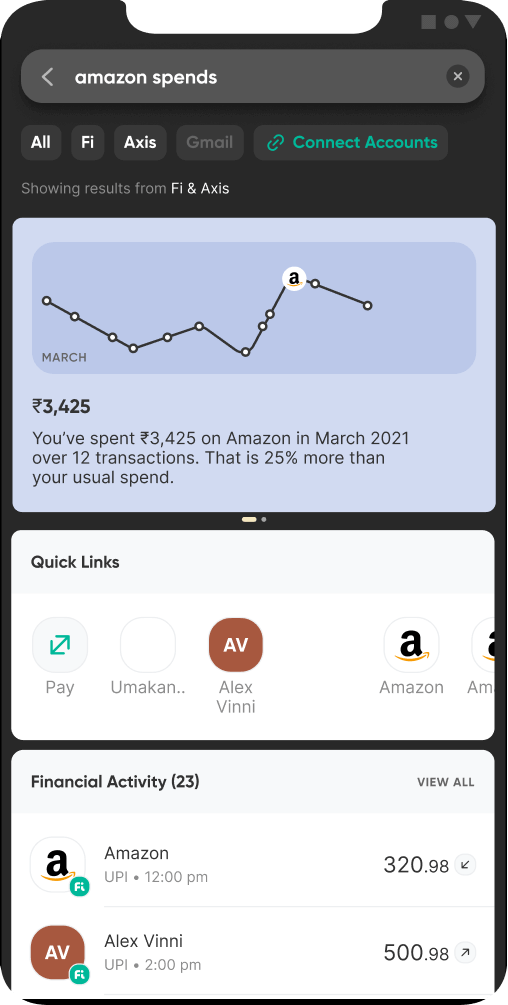 amazon spends
All Fi Axis Gmail Connect Accounts
Showing results from Fi & Axis
a
MARCH
₹3,425
You’ve spent ₹3,425 on Amazon in March 2021
over 12 transactions. That is 25% more than
your usual spend.
Quick Links
AV a a
Pay Umakan.. Alex Amazon Ama
Vinni
Financial Activity (23) VIEW ALL
a
Amazon 320.98
UPI • 12:00 pm
Fi
AV
Alex Vinni 500.98
UPI • 2:00 pm
Fi